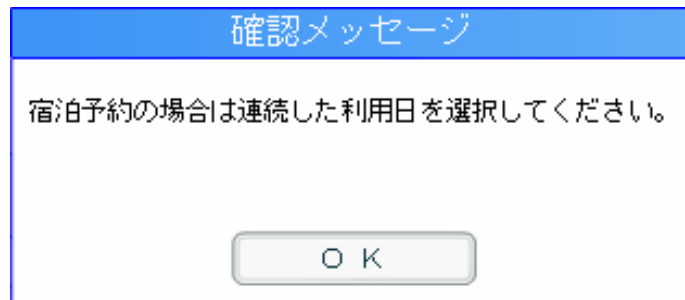 確認メッセージ
宿泊予約の場合は連続した利用日を選択してください。
ＯＫ